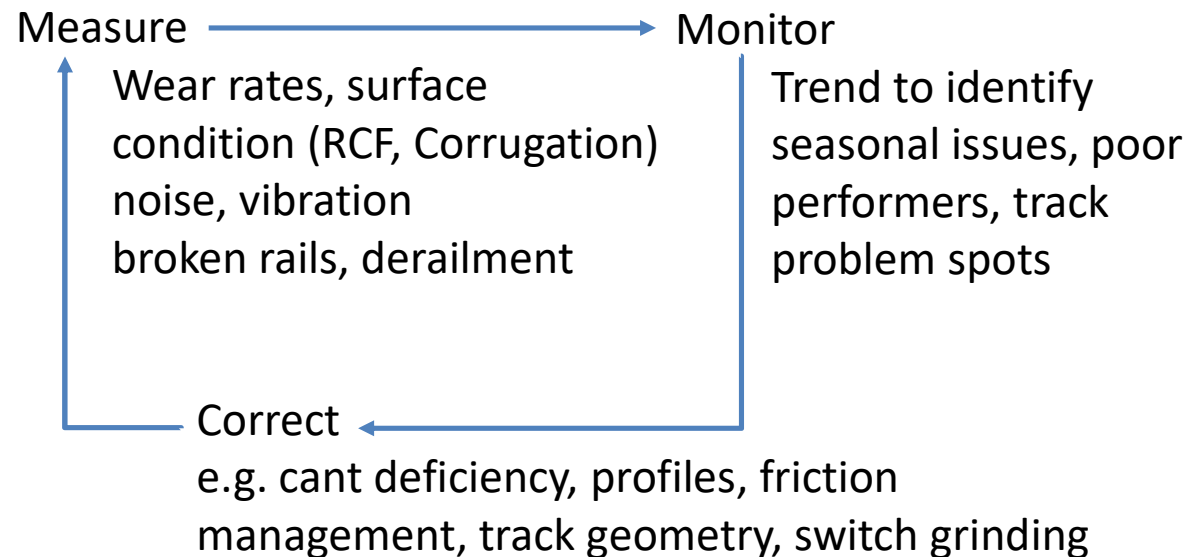 Measure
Monitor
Wear rates, surface
condition (RCF, Corrugation)
noise, vibration
broken rails, derailment
Trend to identify
seasonal issues, poor
performers, track
problem spots
Correct
e.g. cant deficiency, profiles, friction
management, track geometry, switch grinding